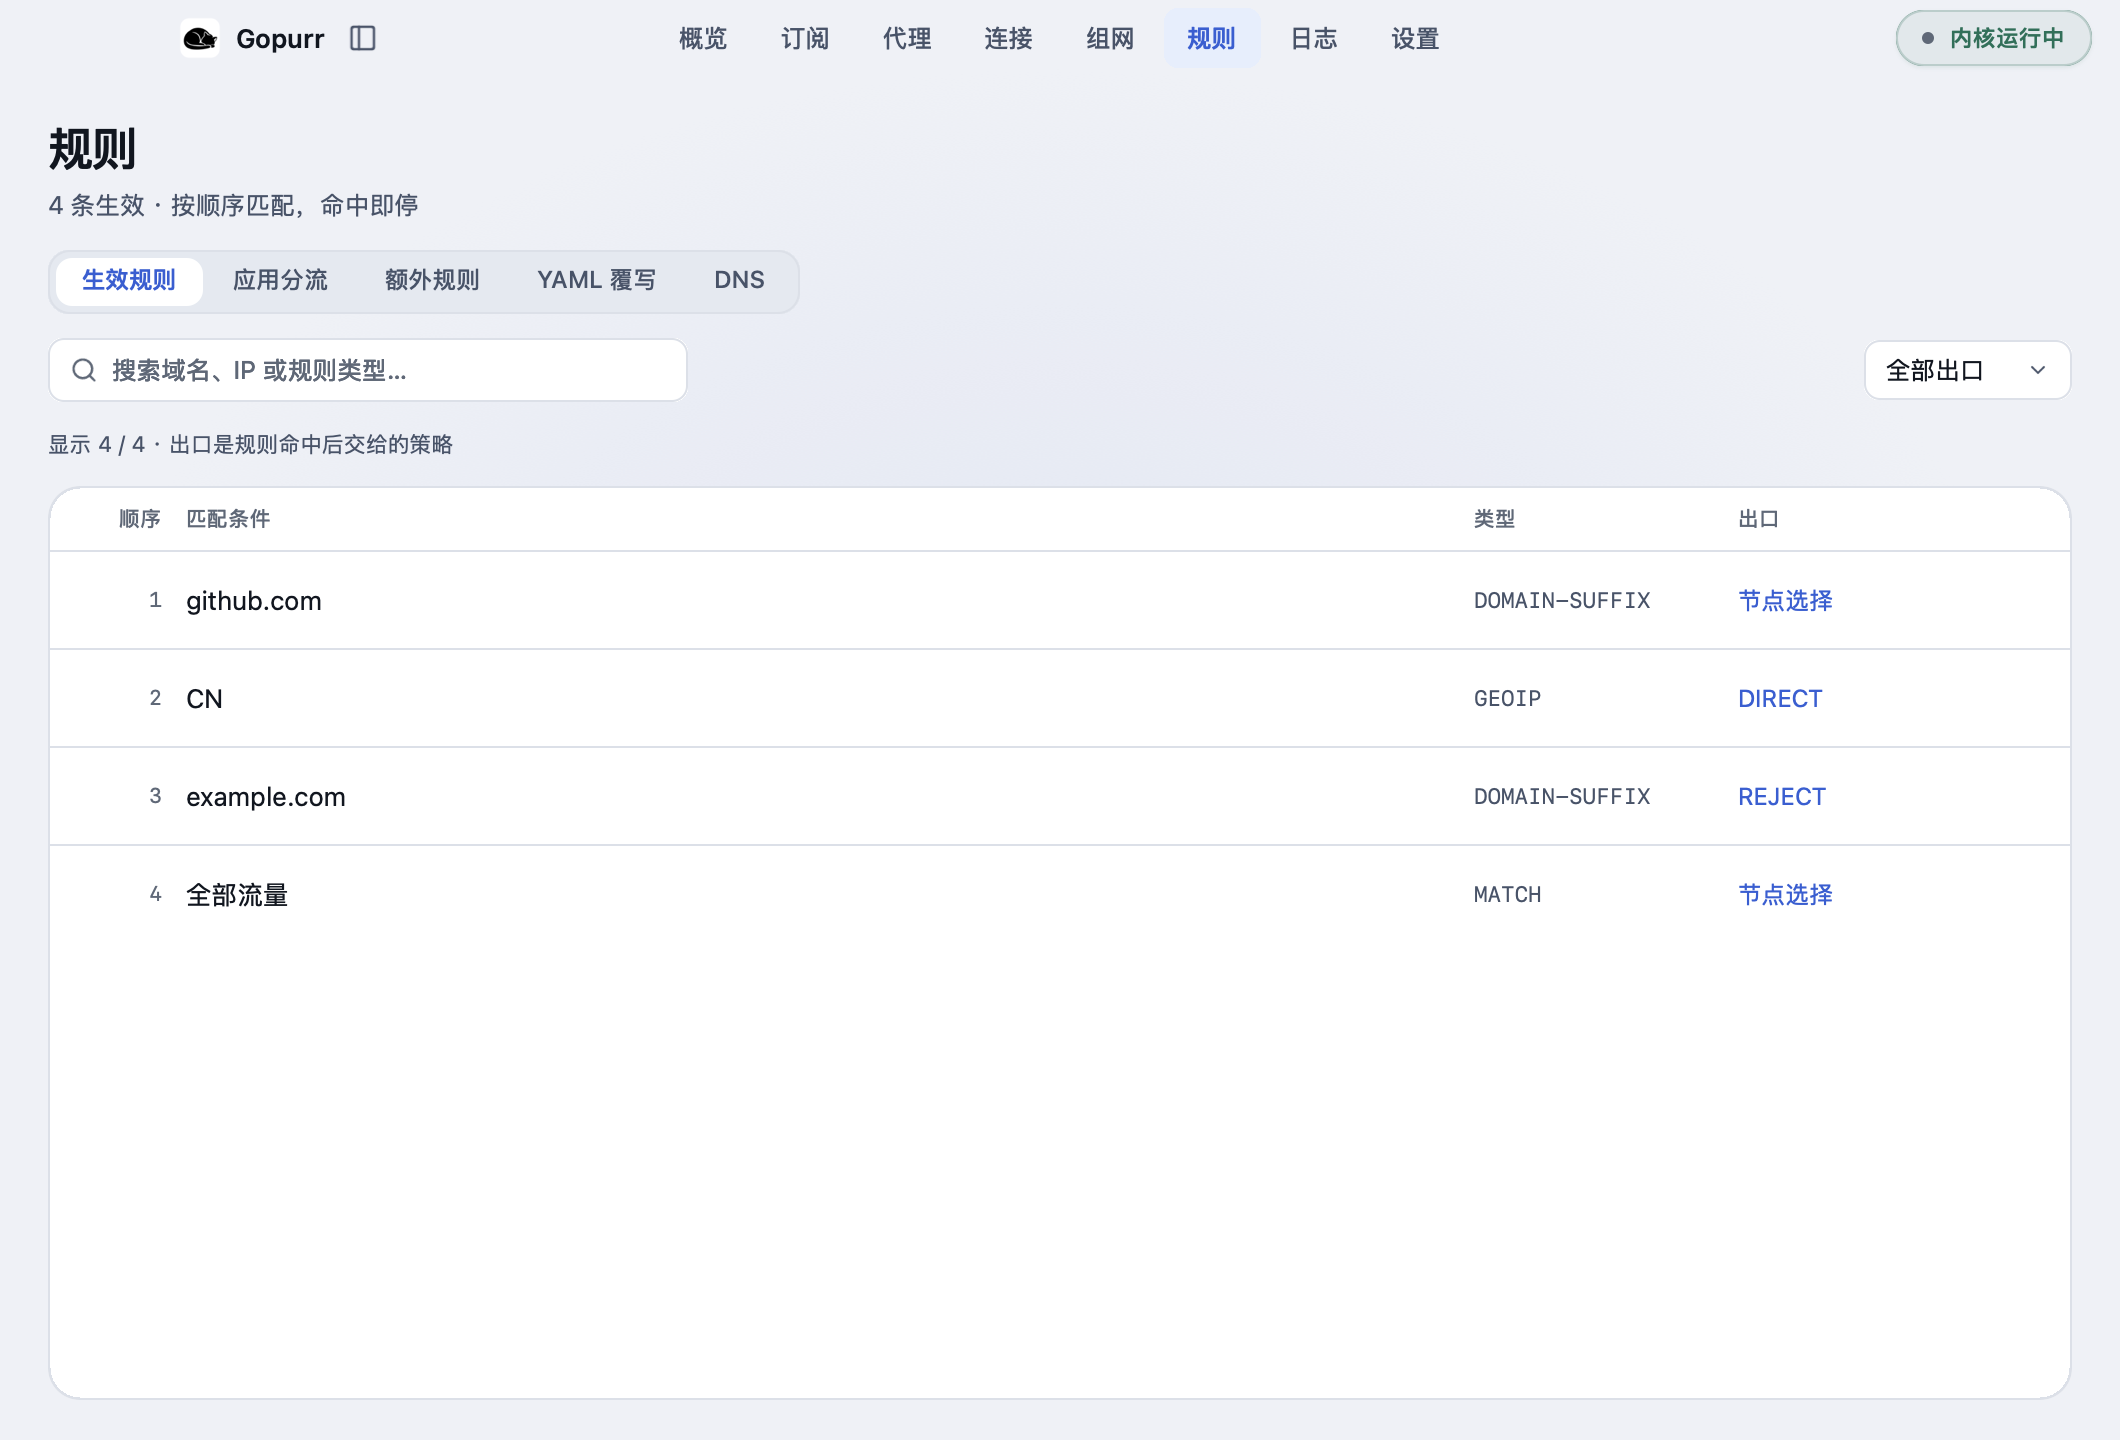 Gopurr 概览 订阅 代理 连接 组网 规则 日志 设置 内核运行中
规则
4 条生效 · 按顺序匹配，命中即停
生效规则 应用分流 额外规则 YAML 覆写 DNS
搜索域名、IP 或规则类型... 全部出口
显示 4 / 4 · 出口是规则命中后交给的策略
顺序 匹配条件 类型 出口
1 github.com DOMAIN-SUFFIX 节点选择
2 CN GEOIP DIRECT
3 example.com DOMAIN-SUFFIX REJECT
4 全部流量 MATCH 节点选择